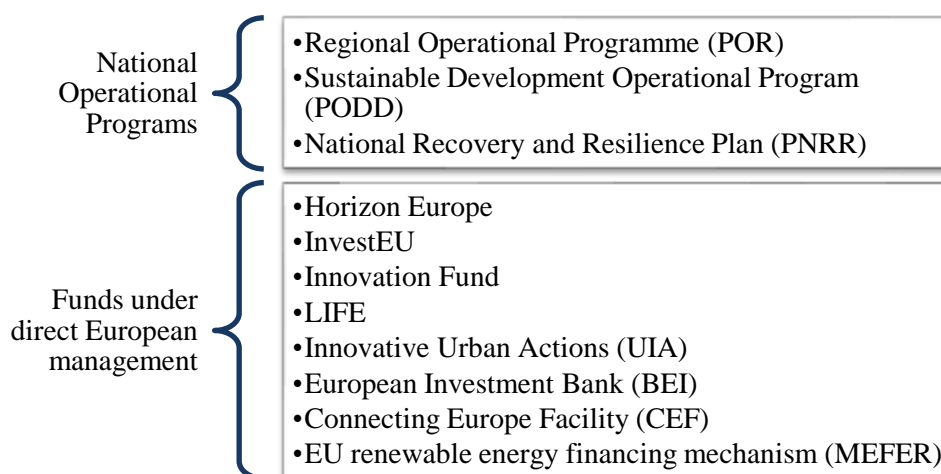 National
Operational
Programs
•Regional Operational Programme (POR)
•Sustainable Development Operational Program
(PODD)
•National Recovery and Resilience Plan (PNRR)
Funds under
direct European
management
•Horizon Europe
•InvestEU
•Innovation Fund
•LIFE
•Innovative Urban Actions (UIA)
•European Investment Bank (BEI)
•Connecting Europe Facility (CEF)
•EU renewable energy financing mechanism (MEFER)